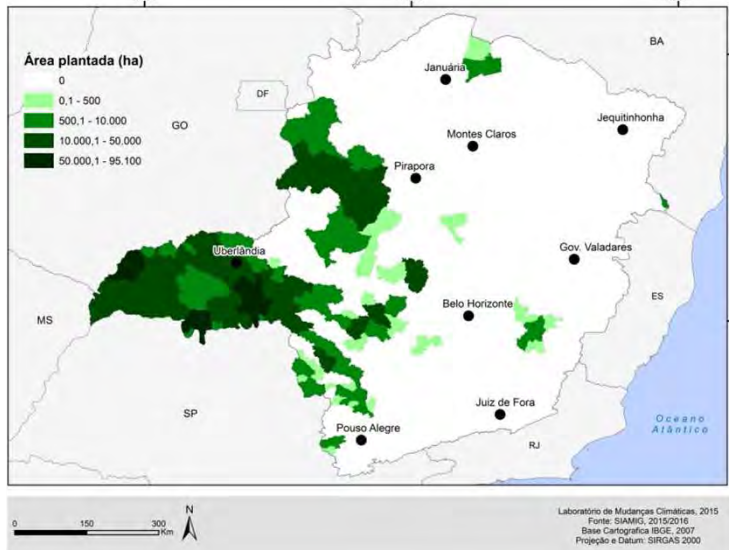 Área plantada (ha)
0
0,1 - 500
500,1 - 10.000
10.000,1 - 50.000
50.000,1 - 95.100
BA
Januária
DF
GO
Jequitinhonha
Montes Claros
Pirapora
Uberlândia
Gov. Valadares
ES
MS
Belo Horizonte
SP
Juiz de Fora
Pouso Alegre
RJ
Oceano
Atlântico
N
0 150 300
Km
Laboratório de Mudanças Climáticas, 2015
Fonte: SIAMIG, 2015/2016
Base Cartografica IBGE, 2007
Projeção e Datum: SIRGAS 2000